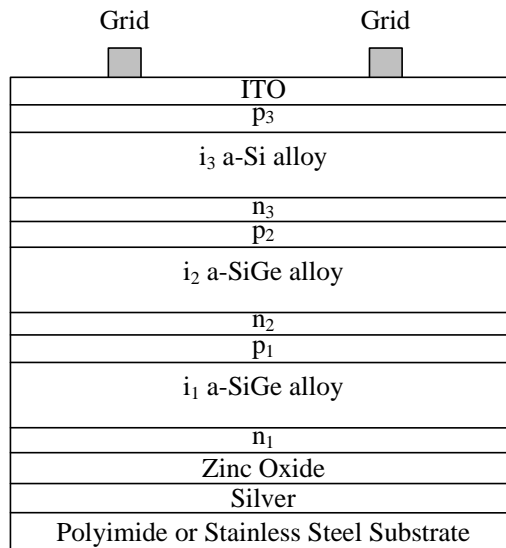 Grid Grid
ITO
p₃
i₃ a-Si alloy
n₃
p₂
i₂ a-SiGe alloy
n₂
p₁
i₁ a-SiGe alloy
n₁
Zinc Oxide
Silver
Polyimide or Stainless Steel Substrate